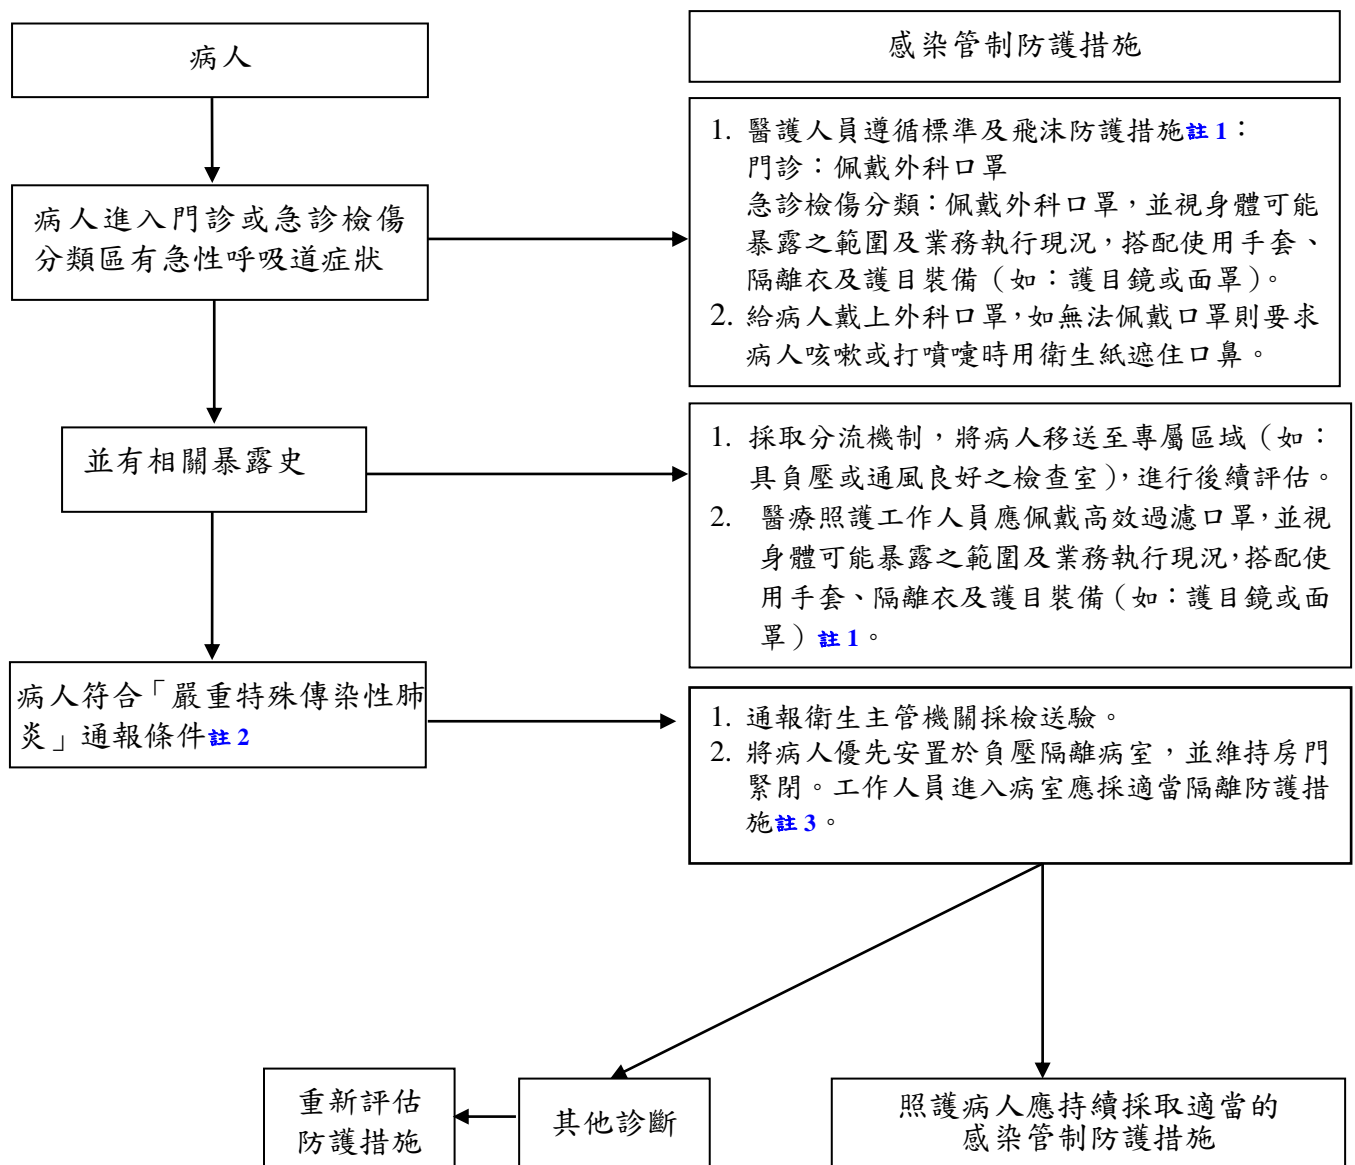 病人
感染管制防護措施
1. 醫護人員遵循標準及飛沫防護措施註 1：
門診：佩戴外科口罩
急診檢傷分類：佩戴外科口罩，並視身體可能
暴露之範圍及業務執行現況，搭配使用手套、
隔離衣及護目裝備（如：護目鏡或面罩）。
2. 給病人戴上外科口罩，如無法佩戴口罩則要求
病人咳嗽或打噴嚏時用衛生紙遮住口鼻。
病人進入門診或急診檢傷
分類區有急性呼吸道症狀
並有相關暴露史
1. 採取分流機制，將病人移送至專屬區域（如：
具負壓或通風良好之檢查室），進行後續評估。
2. 醫療照護工作人員應佩戴高效過濾口罩，並視
身體可能暴露之範圍及業務執行現況，搭配使
用手套、隔離衣及護目裝備（如：護目鏡或面
罩）註 1。
病人符合「嚴重特殊傳染性肺
炎」通報條件註 2
1. 通報衛生主管機關採檢送驗。
2. 將病人優先安置於負壓隔離病室，並維持房門
緊閉。工作人員進入病室應採適當隔離防護措
施註 3。
重新評估
防護措施
其他診斷
照護病人應持續採取適當的
感染管制防護措施